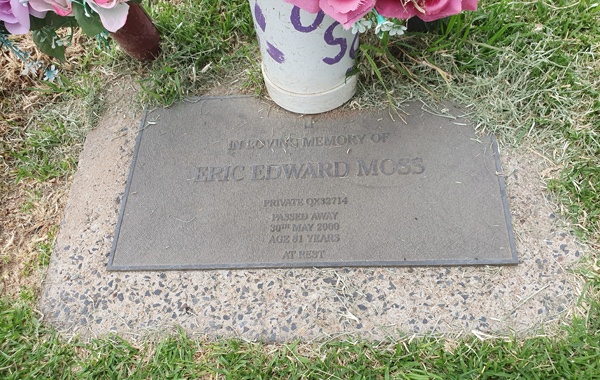 IN LOVING MEMORY OF
ERIC EDWARD MOSS
PRIVATE QX32714
PASSED AWAY
30TH MAY 2000
AGE 81 YEARS
AT REST